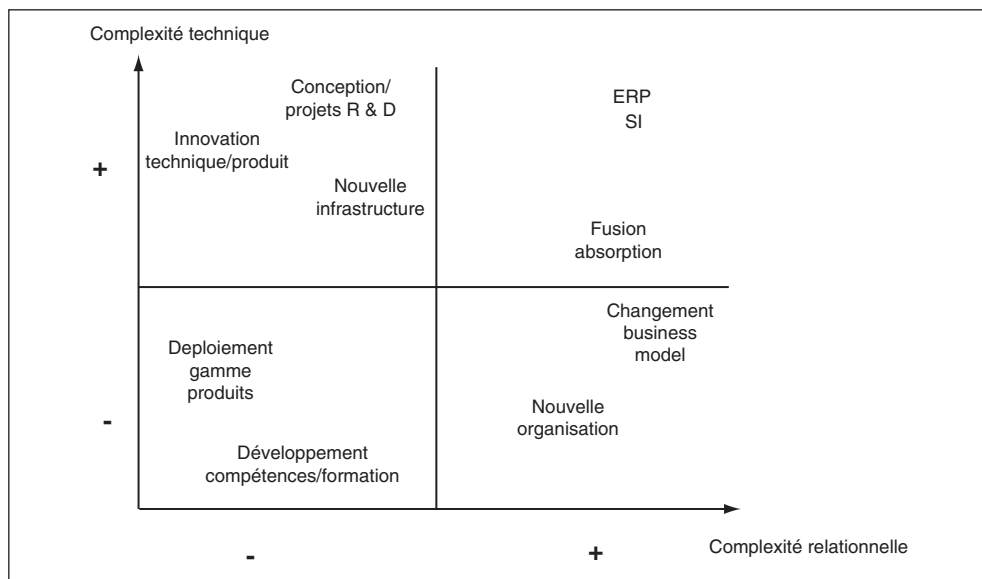 Complexité technique
Conception/
projets R & D
ERP
SI
Innovation
technique/produit
+
Nouvelle
infrastructure
Fusion
absorption
Changement
business
model
Deploiement
gamme
produits
Nouvelle
organisation
-
Développement
compétences/formation
-
+
Complexité relationnelle